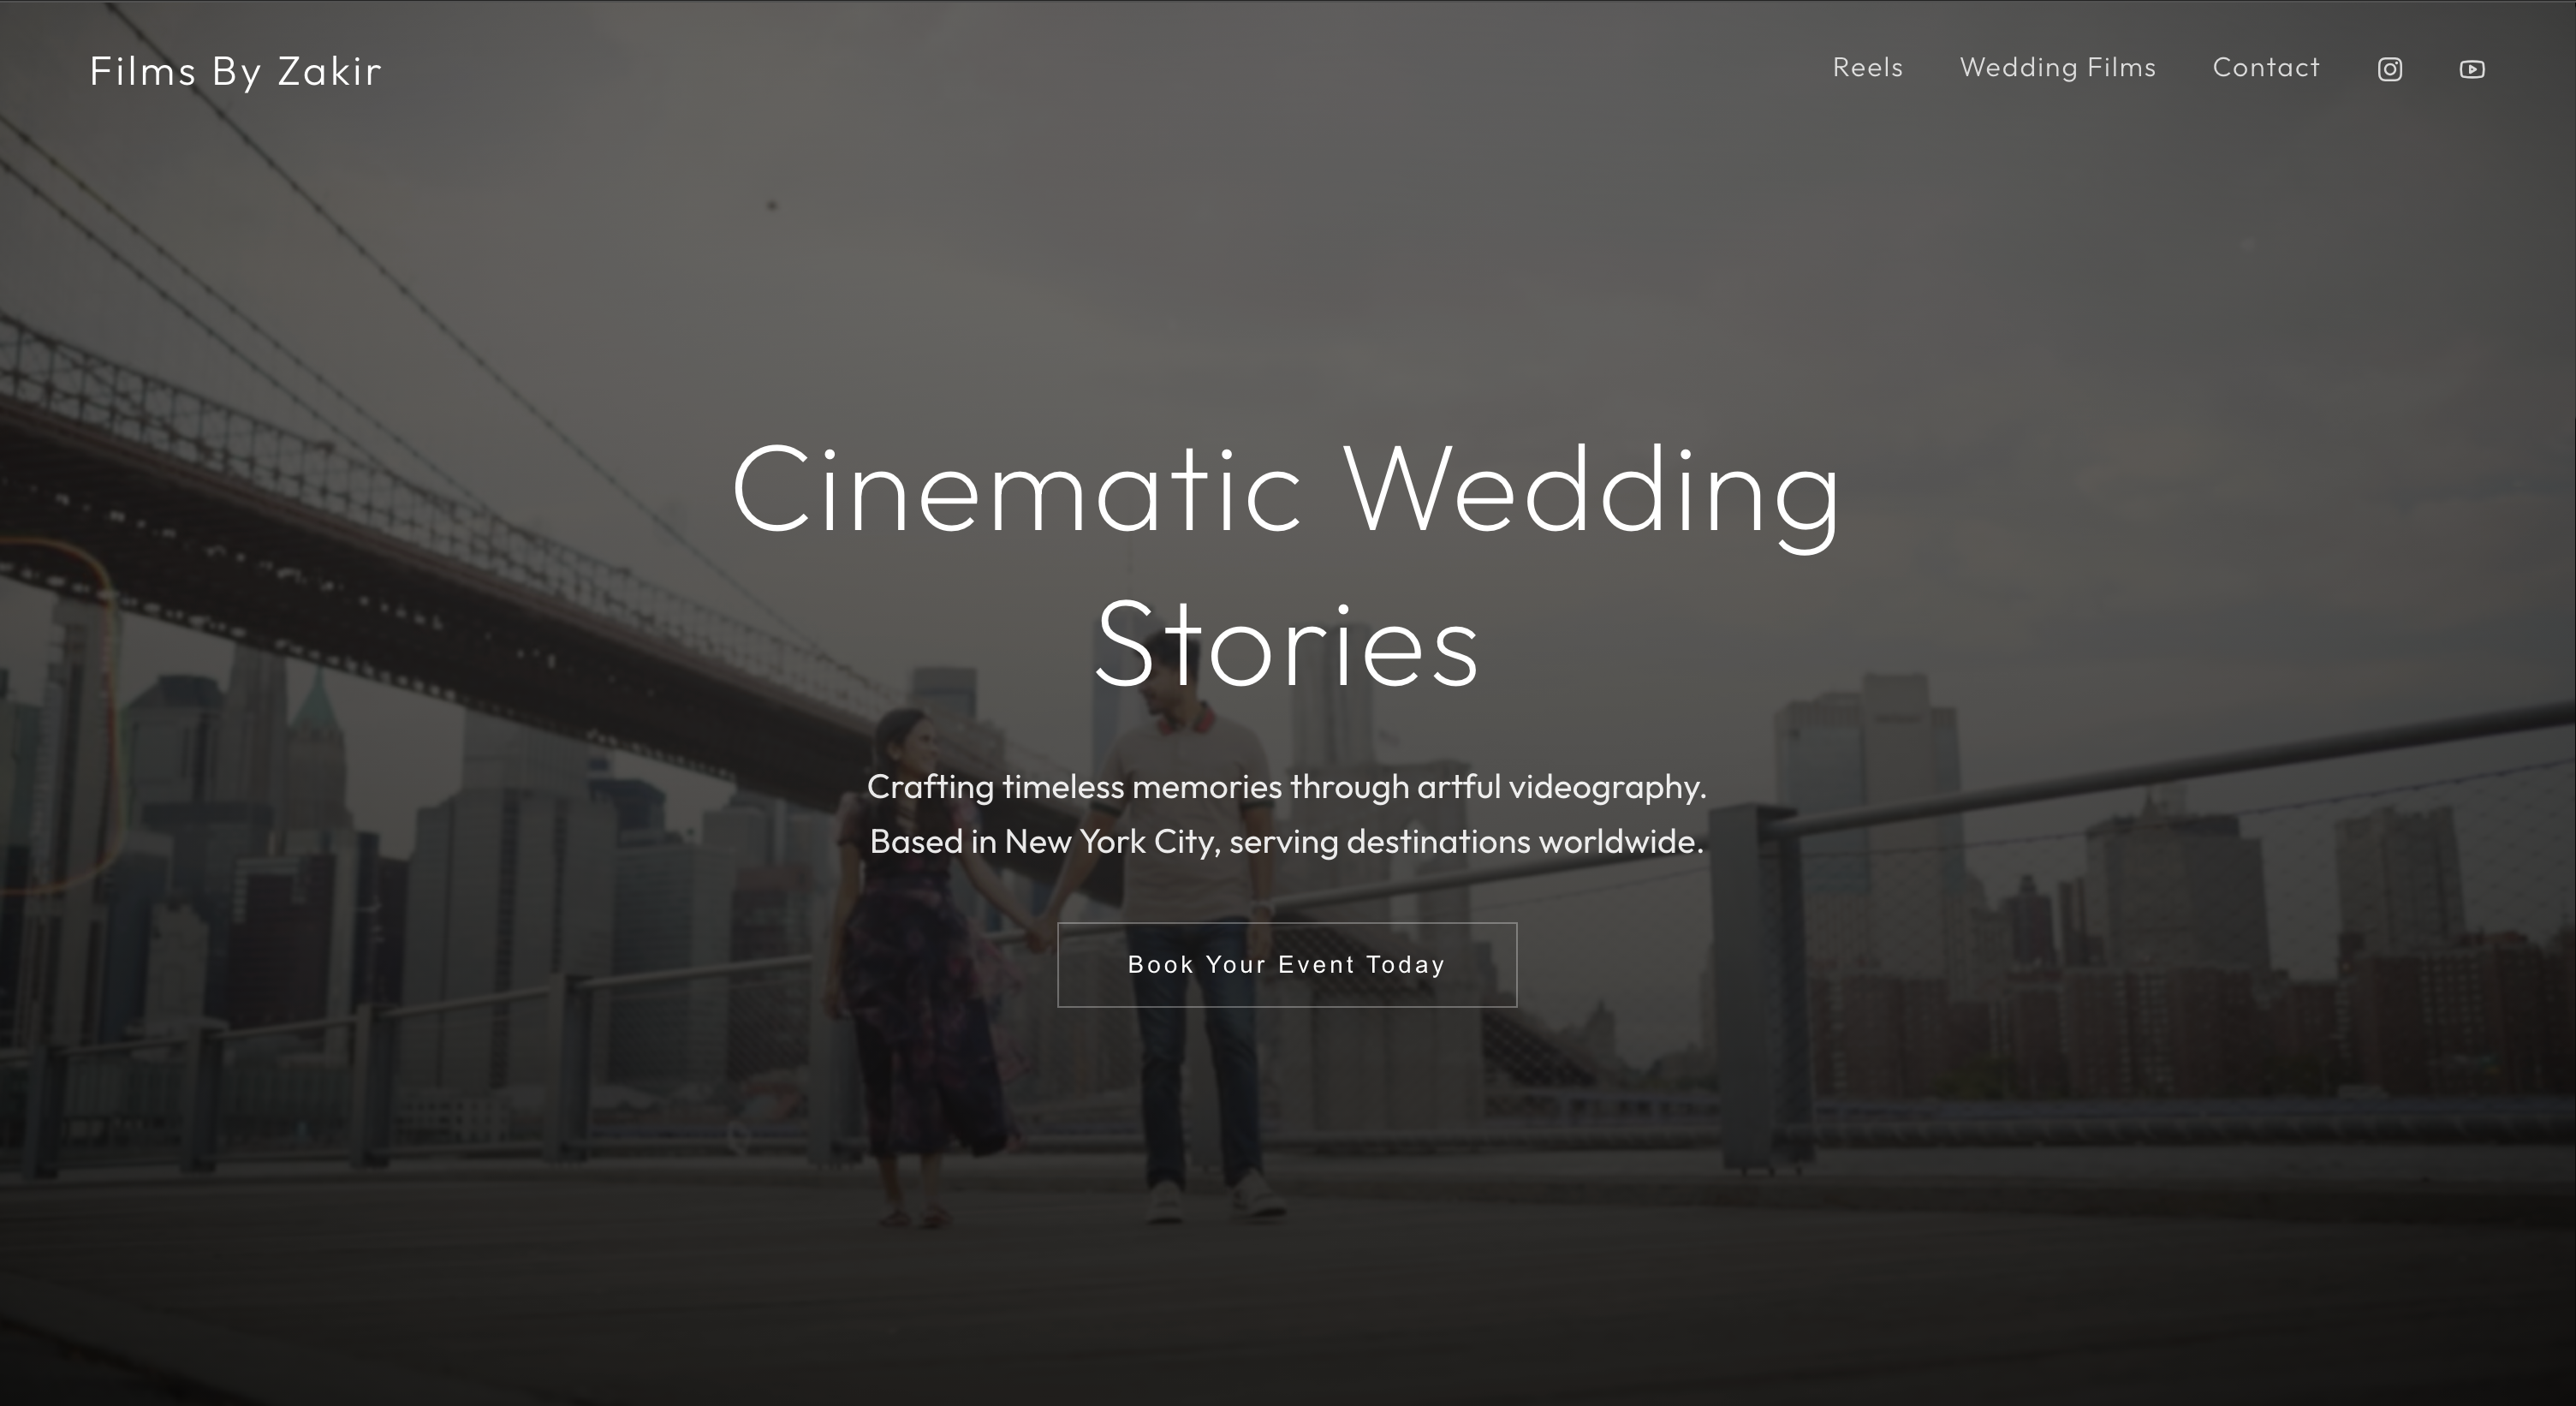 Films By Zakir
Reels Wedding Films Contact
Cinematic Wedding
Stories
Crafting timeless memories through artful videography.
Based in New York City, serving destinations worldwide.
Book Your Event Today